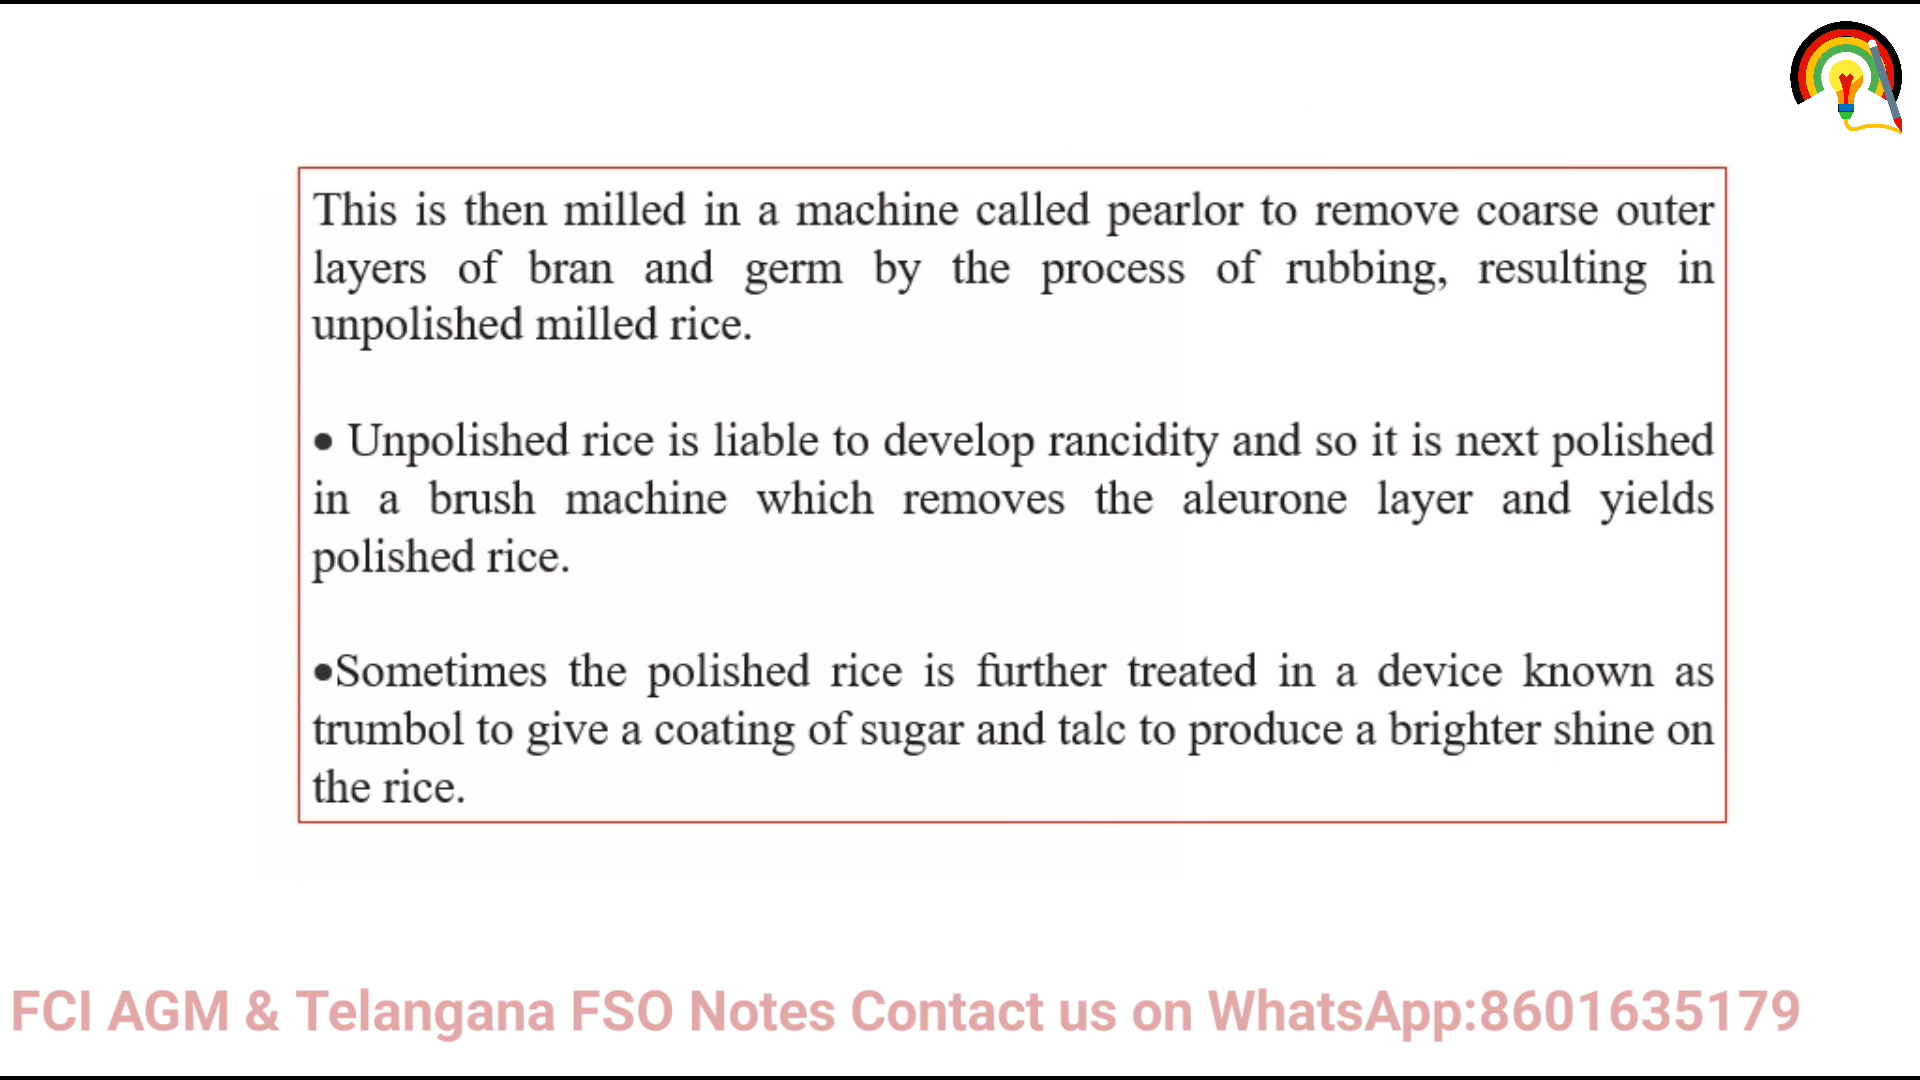 This is then milled in a machine called pearlor to remove coarse outer
layers of bran and germ by the process of rubbing, resulting in
unpolished milled rice.
● Unpolished rice is liable to develop rancidity and so it is next polished
in a brush machine which removes the aleurone layer and yields
polished rice.
●Sometimes the polished rice is further treated in a device known as
trumbol to give a coating of sugar and talc to produce a brighter shine on
the rice.
FCI AGM & Telangana FSO Notes Contact us on WhatsApp:8601635179